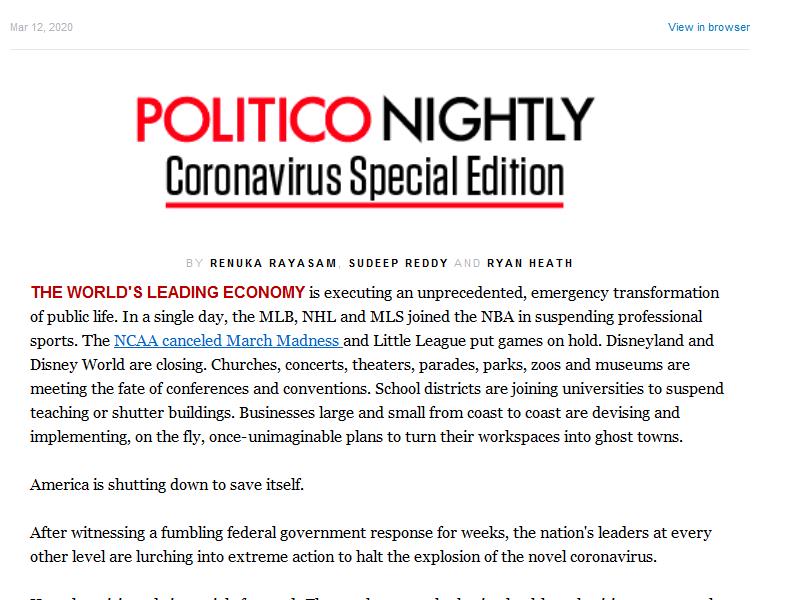 Mar 12, 2020
View in browser
POLITICO NIGHTLY
Coronavirus Special Edition
BY RENUKA RAYASAM, SUDEEP REDDY AND RYAN HEATH
THE WORLD'S LEADING ECONOMY is executing an unprecedented, emergency transformation
of public life. In a single day, the MLB, NHL and MLS joined the NBA in suspending professional
sports. The NCAA canceled March Madness and Little League put games on hold. Disneyland and
Disney World are closing. Churches, concerts, theaters, parades, parks, zoos and museums are
meeting the fate of conferences and conventions. School districts are joining universities to suspend
teaching or shutter buildings. Businesses large and small from coast to coast are devising and
implementing, on the fly, once-unimaginable plans to turn their workspaces into ghost towns.
America is shutting down to save itself.
After witnessing a fumbling federal government response for weeks, the nation's leaders at every
other level are lurching into extreme action to halt the explosion of the novel coronavirus.